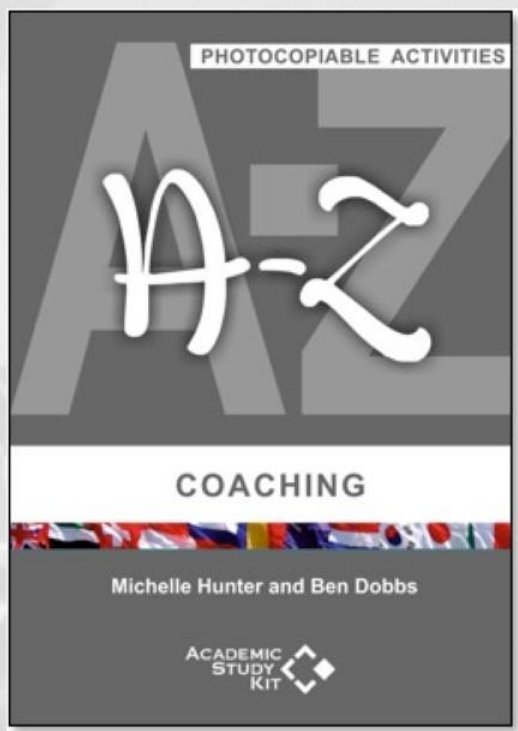 PHOTOCOPIABLE ACTIVITIES
A-Z
A-Z
COACHING
Michelle Hunter and Ben Dobbs
ACADEMIC
STUDY
KIT